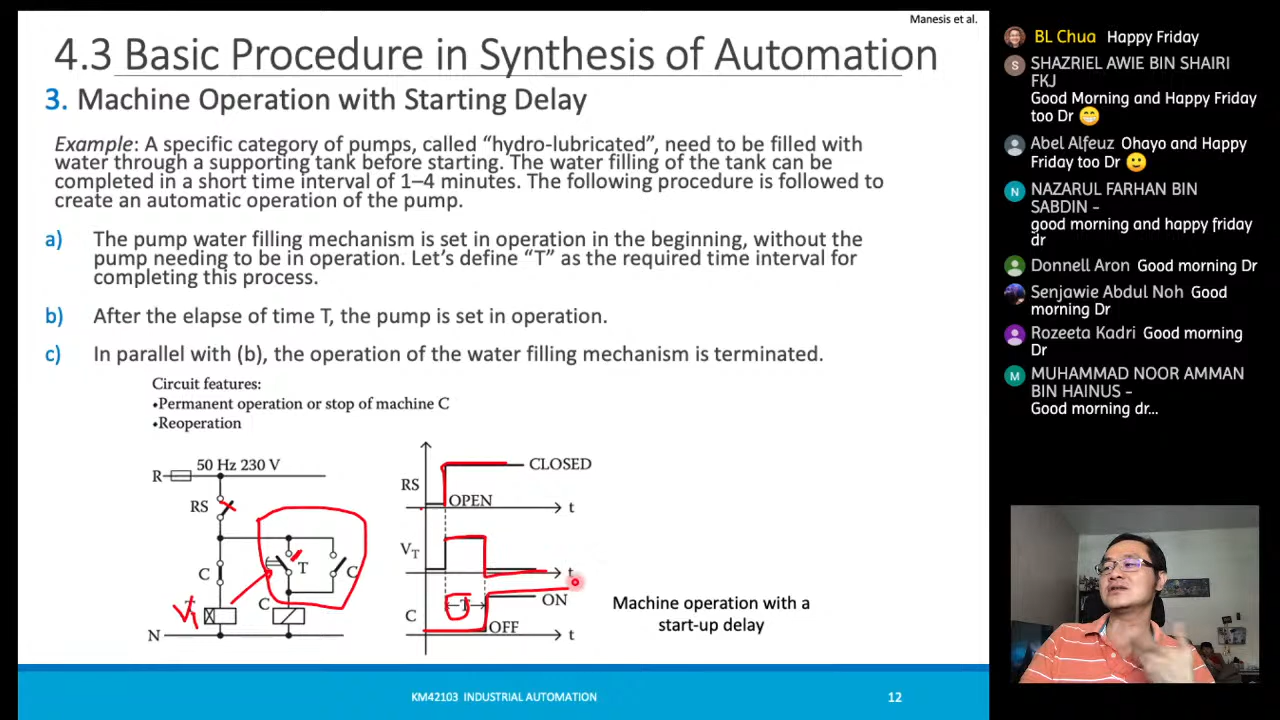 Manesis et al.
4.3 Basic Procedure in Synthesis of Automation
3. Machine Operation with Starting Delay
Example: A specific category of pumps, called “hydro-lubricated”, need to be filled with
water through a supporting tank before starting. The water filling of the tank can be
completed in a short time interval of 1–4 minutes. The following procedure is followed to
create an automatic operation of the pump.
a) The pump water filling mechanism is set in operation in the beginning, without the
pump needing to be in operation. Let’s define “T” as the required time interval for
completing this process.
b) After the elapse of time T, the pump is set in operation.
c) In parallel with (b), the operation of the water filling mechanism is terminated.
Circuit features:
•Permanent operation or stop of machine C
•Reoperation
50 Hz 230 V
R
RS
C
T
C
VT
C
N
RS
CLOSED
OPEN
t
VT
t
T
ON
C
OFF
t
Machine operation with a
start-up delay
KM42103 INDUSTRIAL AUTOMATION
12
BL Chua Happy Friday
S
SHAZRIEL AWIE BIN SHAIRI
FKJ
Good Morning and Happy Friday
too Dr 😁
Abel Alfeuz Ohayo and Happy
Friday too Dr 🙂
N
NAZARUL FARHAN BIN
SABDIN -
good morning and happy friday
dr
Donnell Aron Good morning Dr
Senjawie Abdul Noh Good
morning Dr
Rozeeta Kadri Good morning
Dr
M
MUHAMMAD NOOR AMMAN
BIN HAINUS -
Good morning dr...